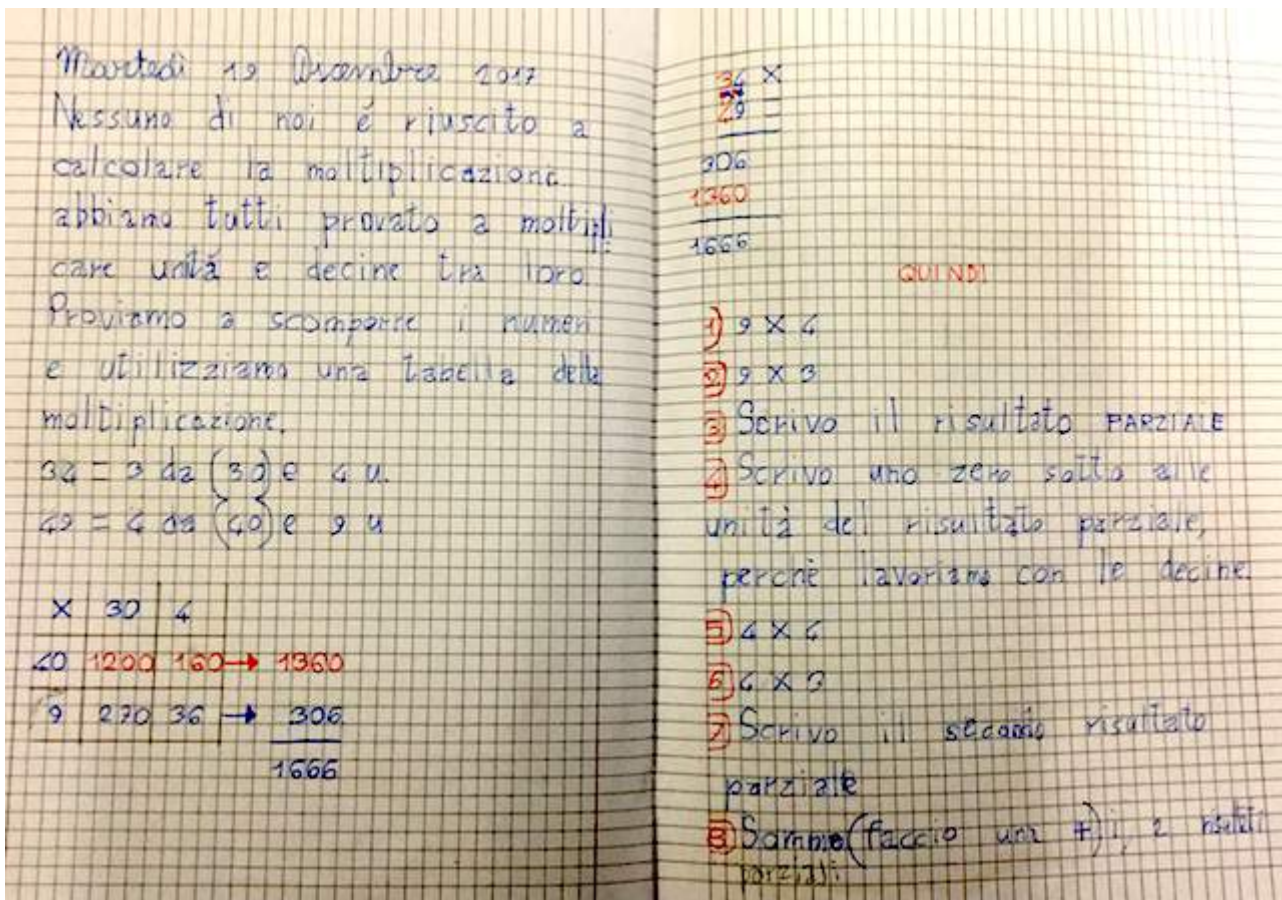 Martedì 19 Dicembre 2017
Nessuno di noi é riuscito a
calcolare la moltiplicazione.
abbiamo tutti provato a moltipli
care unità e decine tra loro.
Proviamo a scomporre i numeri
e utilizziamo una tabella della
moltiplicazione.
34 = 3 da (30) e 4 u.
49 = 4 da (40) e 9 u
X 30 4
40 1200 160 → 1360
9 270 36 → 306
1666
34 X
49 =
306
1360
1666
QUINDI
1) 9 X 4
2) 9 X 3
3) Scrivo il risultato PARZIALE
4) Scrivo uno zero sotto alle
unità del risultato parziale,
perchè lavoriamo con le decine.
5) 4 X 4
6) 4 X 3
7) Scrivo il secondo risultato
parziale
8) Sommo (faccio una +) i 2 risultati
parziali